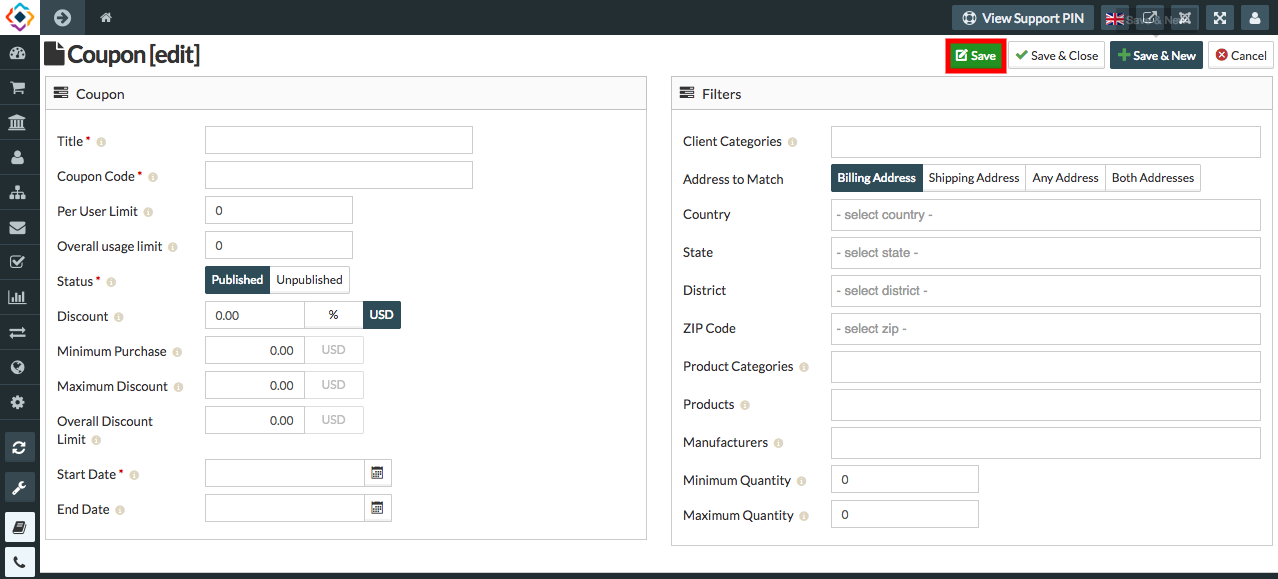 View Support PIN
Save & New
Coupon [edit]
Save
Save & Close
Save & New
Cancel
Coupon
Title *
Coupon Code *
Per User Limit
0
Overall usage limit
0
Status *
Published
Unpublished
Discount
0.00
%
USD
Minimum Purchase
0.00
USD
Maximum Discount
0.00
USD
Overall Discount
Limit
0.00
USD
Start Date *
End Date
Filters
Client Categories
Address to Match
Billing Address
Shipping Address
Any Address
Both Addresses
Country
- select country -
State
- select state -
District
- select district -
ZIP Code
- select zip -
Product Categories
Products
Manufacturers
Minimum Quantity
0
Maximum Quantity
0